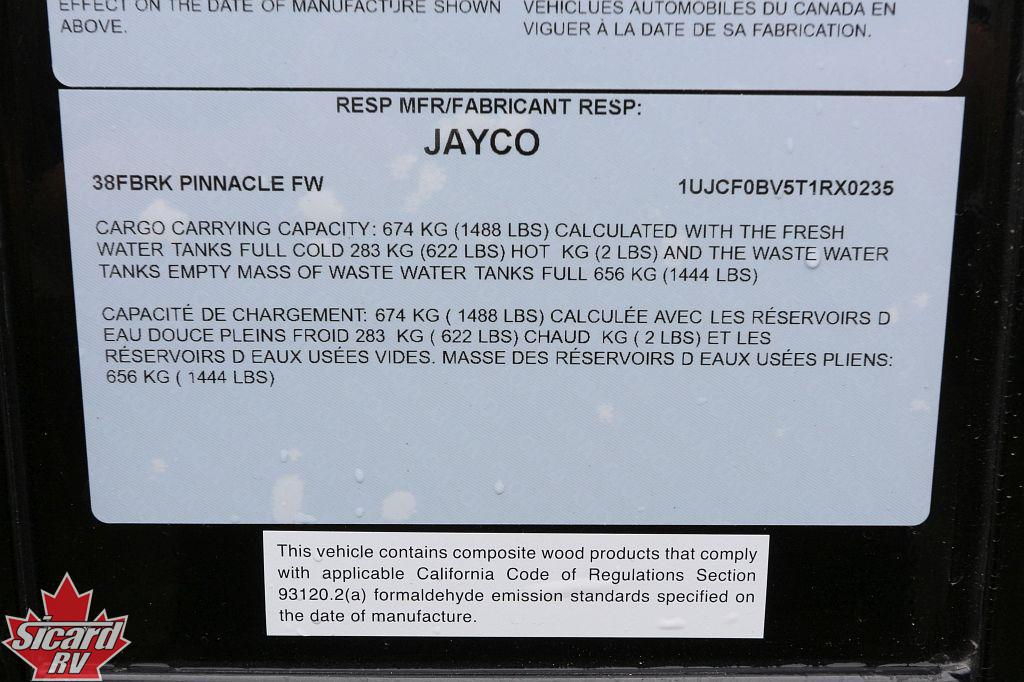 EFFECT ON THE DATE OF MANUFACTURE SHOWN
ABOVE.
VEHICLUES AUTOMOBILES DU CANADA EN
VIGUER À LA DATE DE SA FABRICATION.
RESP MFR/FABRICANT RESP:
JAYCO
38FBRK PINNACLE FW 1UJCF0BV5T1RX0235
CARGO CARRYING CAPACITY: 674 KG (1488 LBS) CALCULATED WITH THE FRESH
WATER TANKS FULL COLD 283 KG (622 LBS) HOT KG (2 LBS) AND THE WASTE WATER
TANKS EMPTY MASS OF WASTE WATER TANKS FULL 656 KG (1444 LBS)
CAPACITÉ DE CHARGEMENT: 674 KG ( 1488 LBS) CALCULÉE AVEC LES RÉSERVOIRS D
EAU DOUCE PLEINS FROID 283 KG ( 622 LBS) CHAUD KG ( 2 LBS) ET LES
RÉSERVOIRS D EAUX USÉES VIDES. MASSE DES RÉSERVOIRS D EAUX USÉES PLIENS:
656 KG ( 1444 LBS)
This vehicle contains composite wood products that comply
with applicable California Code of Regulations Section
93120.2(a) formaldehyde emission standards specified on
the date of manufacture.
Sicard
RV